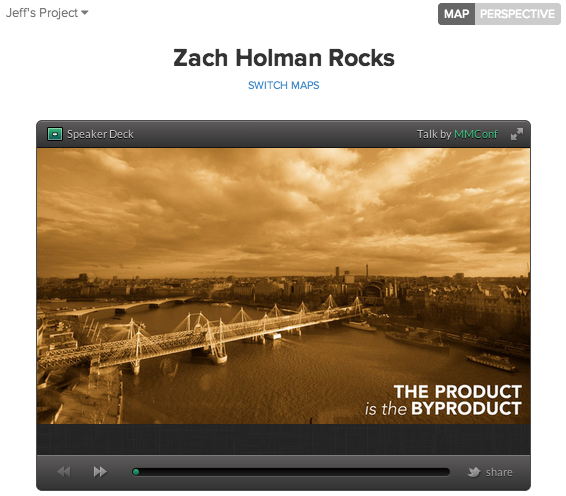 Jeff's Project
MAP PERSPECTIVE
Zach Holman Rocks
SWITCH MAPS
Speaker Deck
Talk by MMConf
THE PRODUCT
is the BYPRODUCT
share